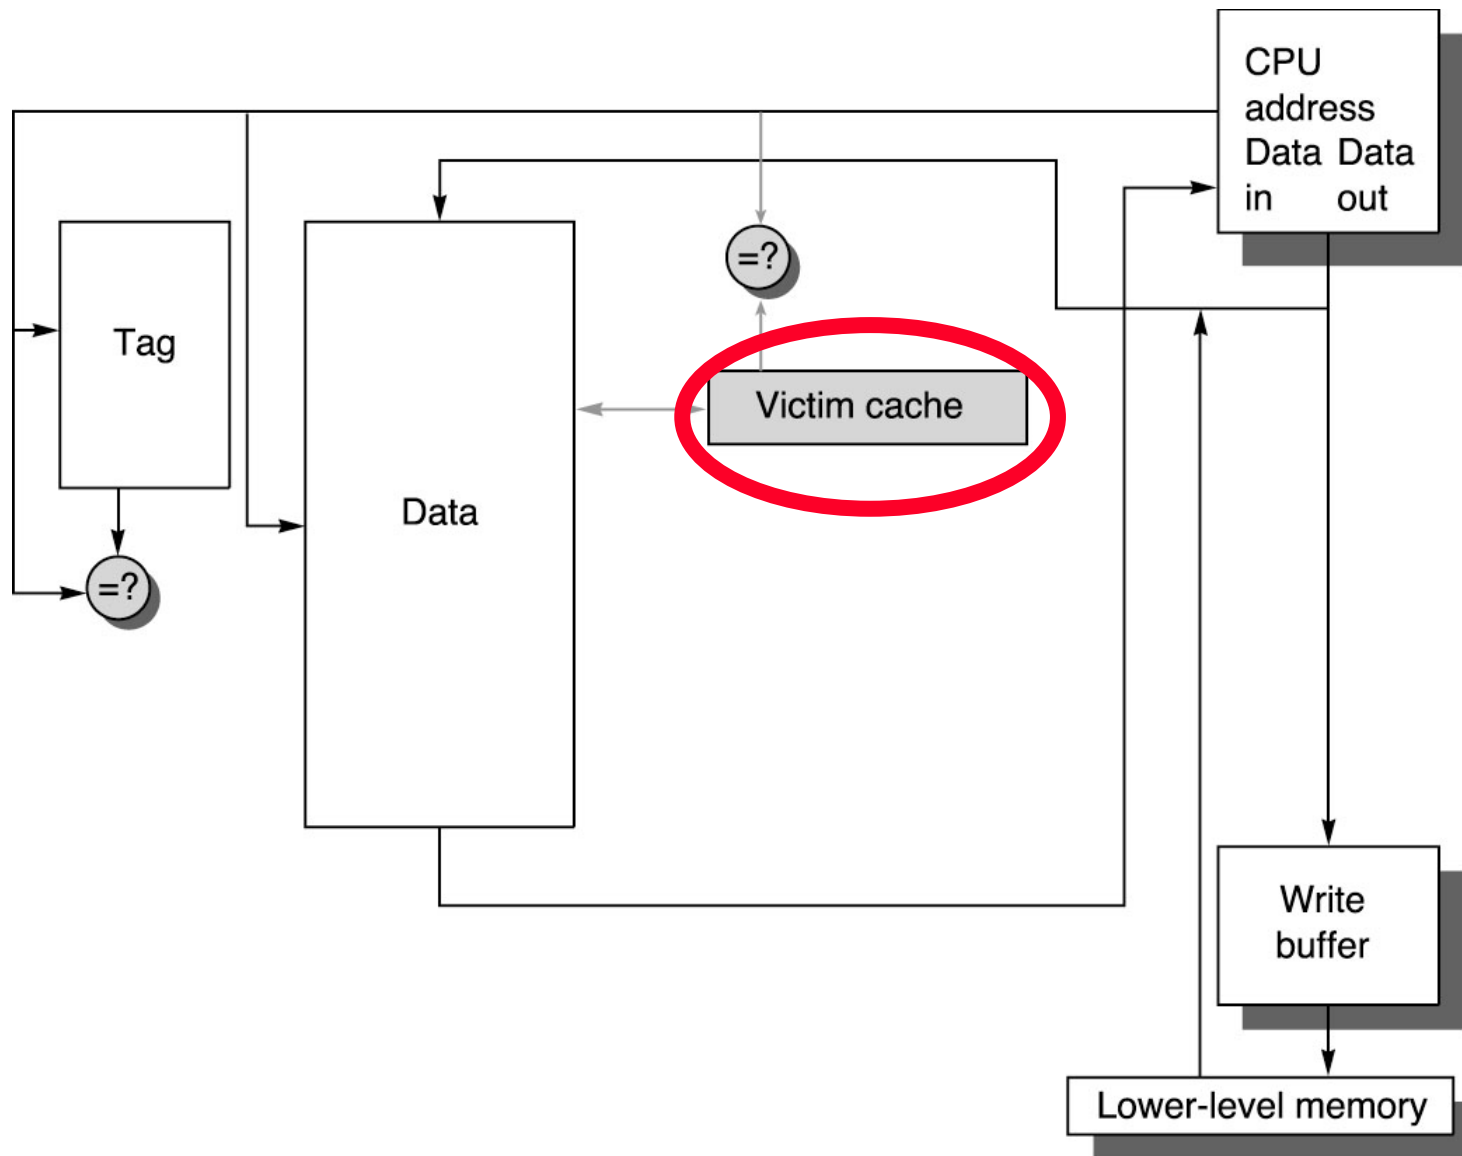 CPU
address
Data Data
in out
=?
Tag
Victim cache
Data
=?
Write
buffer
Lower-level memory